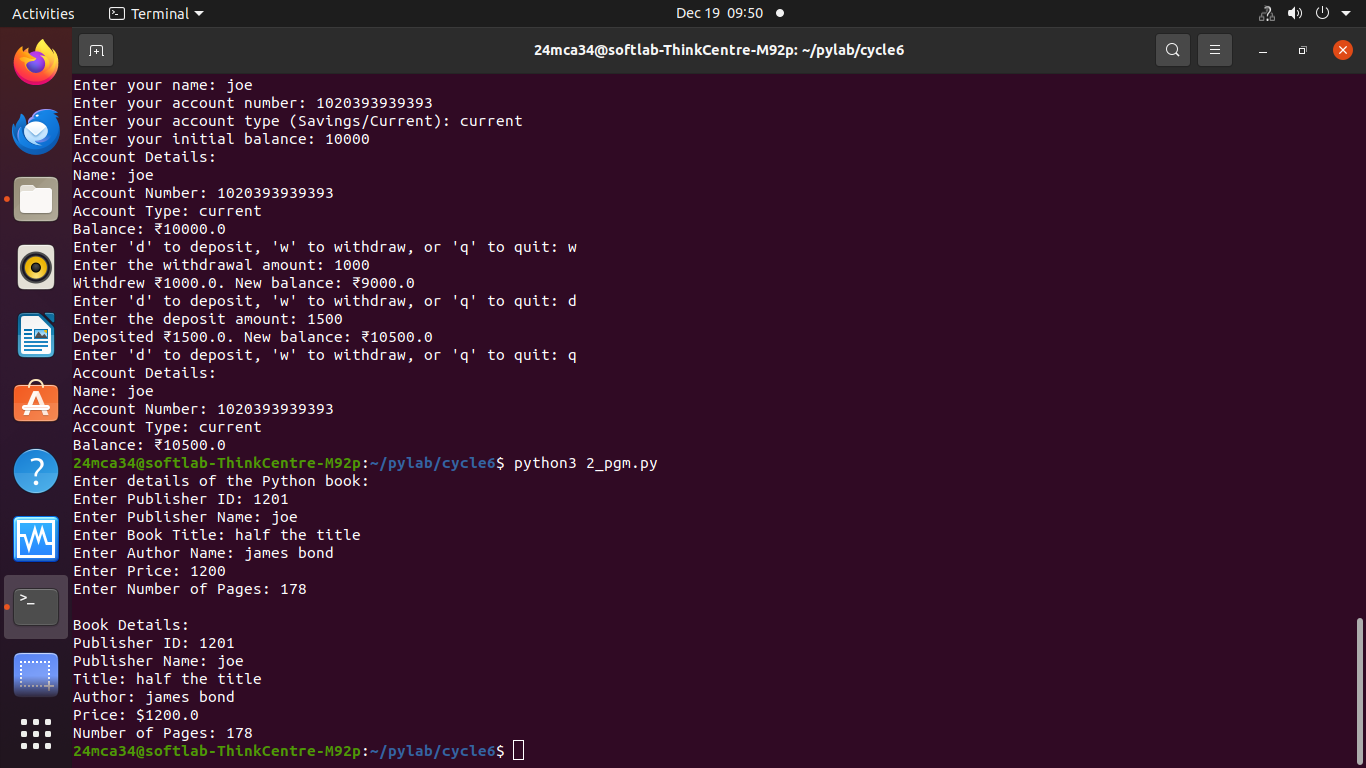 Activities Terminal Dec 19 09:50
24mca34@softlab-ThinkCentre-M92p: ~/pylab/cycle6
Enter your name: joe
Enter your account number: 1020393939393
Enter your account type (Savings/Current): current
Enter your initial balance: 10000
Account Details:
Name: joe
Account Number: 1020393939393
Account Type: current
Balance: ₹10000.0
Enter 'd' to deposit, 'w' to withdraw, or 'q' to quit: w
Enter the withdrawal amount: 1000
Withdrew ₹1000.0. New balance: ₹9000.0
Enter 'd' to deposit, 'w' to withdraw, or 'q' to quit: d
Enter the deposit amount: 1500
Deposited ₹1500.0. New balance: ₹10500.0
Enter 'd' to deposit, 'w' to withdraw, or 'q' to quit: q
Account Details:
Name: joe
Account Number: 1020393939393
Account Type: current
Balance: ₹10500.0
24mca34@softlab-ThinkCentre-M92p:~/pylab/cycle6$ python3 2_pgm.py
Enter details of the Python book:
Enter Publisher ID: 1201
Enter Publisher Name: joe
Enter Book Title: half the title
Enter Author Name: james bond
Enter Price: 1200
Enter Number of Pages: 178
Book Details:
Publisher ID: 1201
Publisher Name: joe
Title: half the title
Author: james bond
Price: $1200.0
Number of Pages: 178
24mca34@softlab-ThinkCentre-M92p:~/pylab/cycle6$